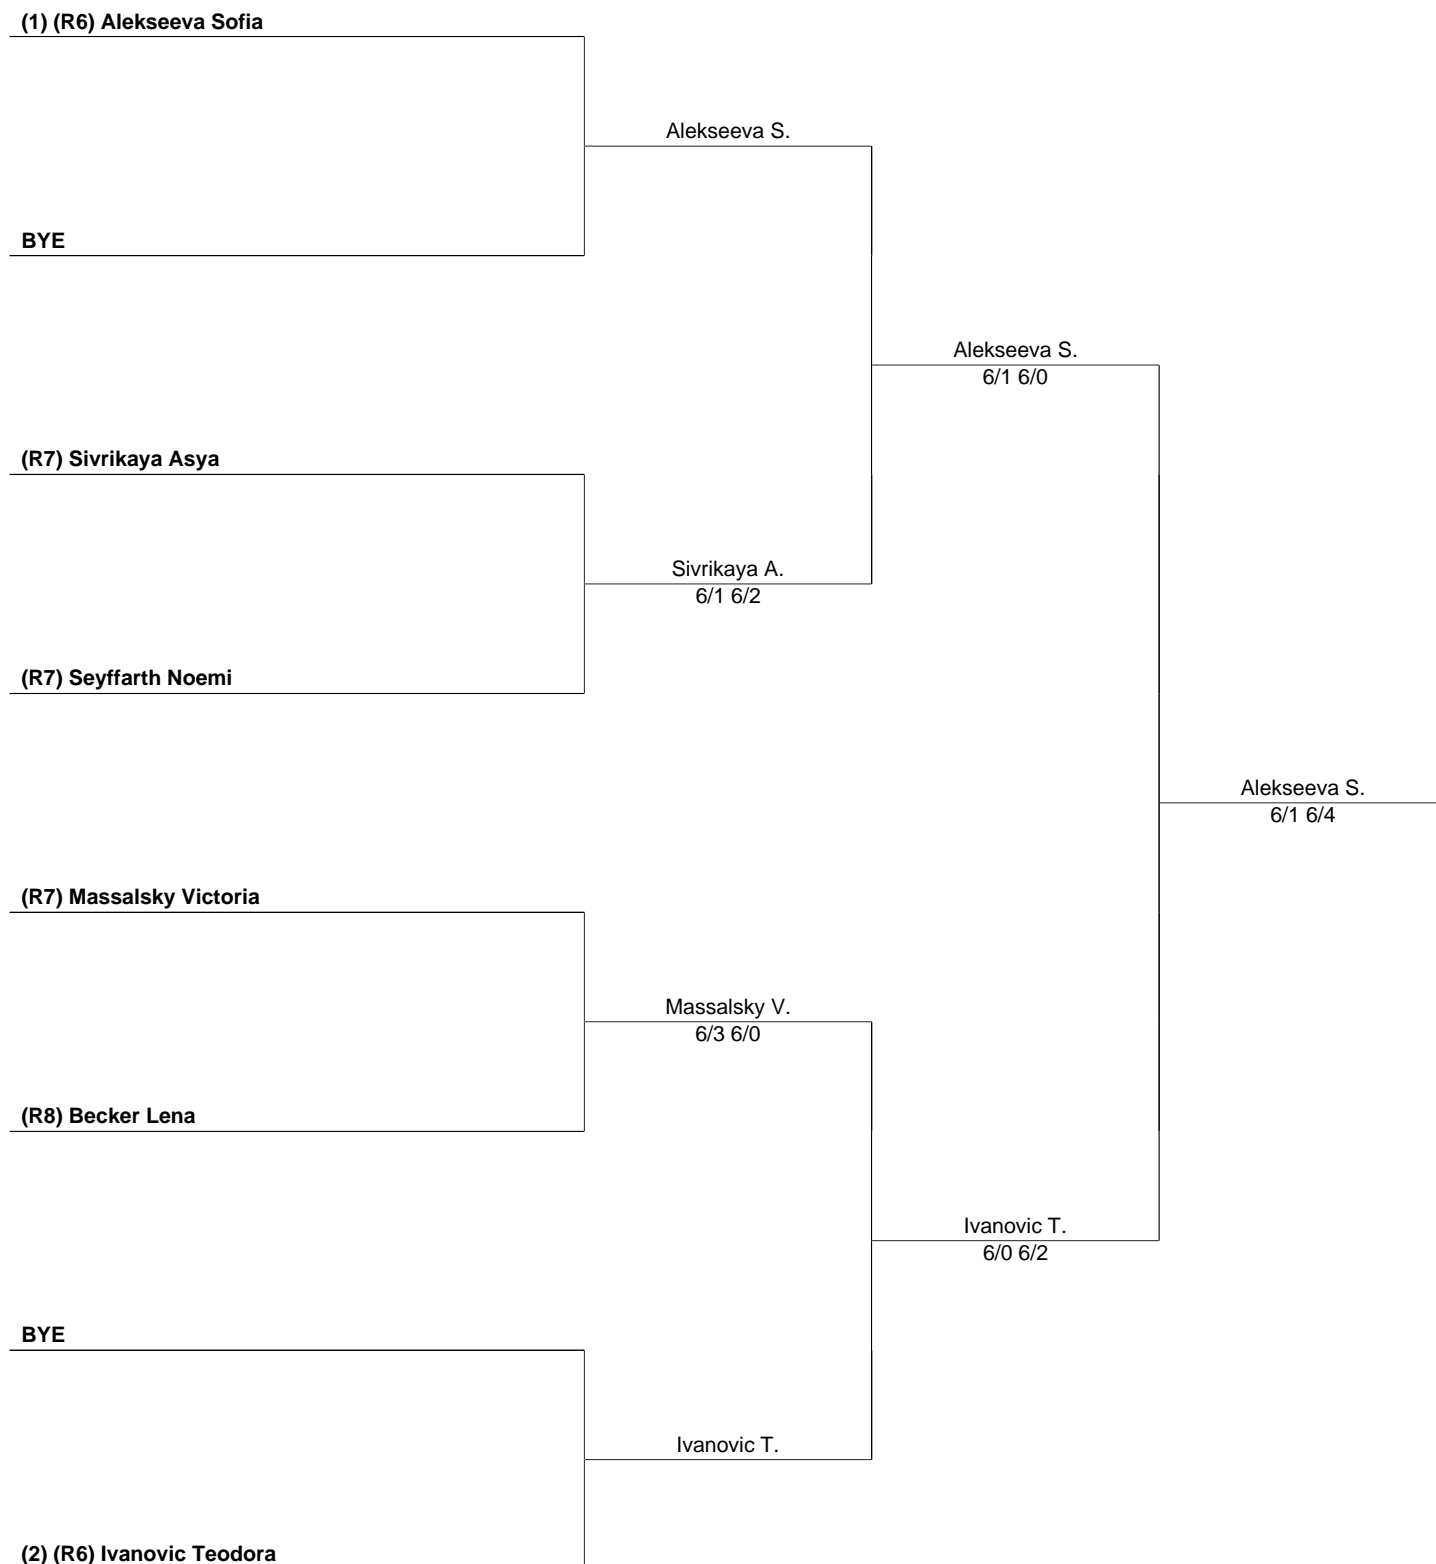 (1) (R6) Alekseeva Sofia
Alekseeva S.
BYE
Alekseeva S.
6/1 6/0
(R7) Sivrikaya Asya
Sivrikaya A.
6/1 6/2
(R7) Seyffarth Noemi
Alekseeva S.
6/1 6/4
(R7) Massalsky Victoria
Massalsky V.
6/3 6/0
(R8) Becker Lena
Ivanovic T.
6/0 6/2
BYE
Ivanovic T.
(2) (R6) Ivanovic Teodora